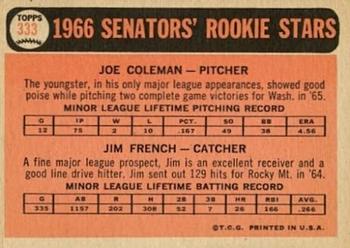 TOPPS
333
1966 SENATORS' ROOKIE STARS
JOE COLEMAN — PITCHER
The youngster, in his only major league appearances, showed
good poise while pitching two complete game victories for Wash. in '65.
MINOR LEAGUE LIFETIME PITCHING RECORD
G IP W L PCT. SO BB ERA
12 75 2 10 .167 49 38 4.56
JIM FRENCH — CATCHER
A fine major league prospect, Jim is an excellent receiver and a
good line drive hitter. Jim sent out 129 hits for Rocky Mt. in '64.
MINOR LEAGUE LIFETIME BATTING RECORD
G AB R H 2B 3B HR RBI AVG.
335 1157 202 308 52 7 26 166 .266
©T.C.G. PRINTED IN U.S.A.